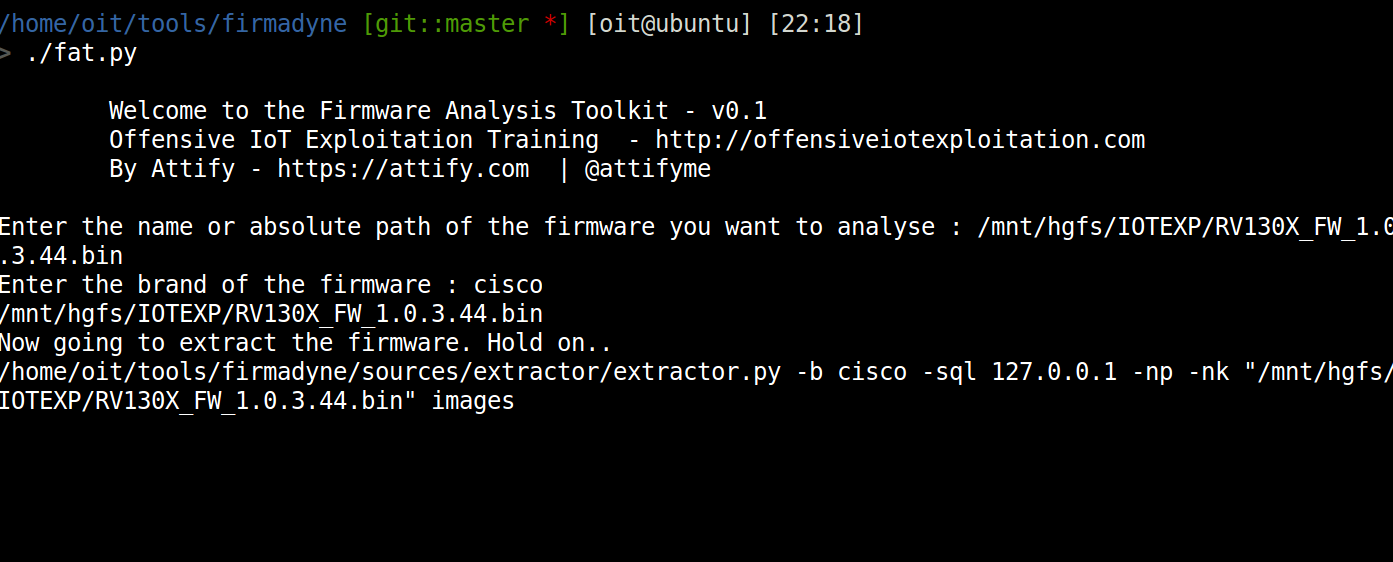 /home/oit/tools/firmadyne [git::master *] [oit@ubuntu] [22:18]
> ./fat.py
Welcome to the Firmware Analysis Toolkit - v0.1
Offensive IoT Exploitation Training  - http://offensiveiotexploitation.com
By Attify - https://attify.com  | @attifyme
Enter the name or absolute path of the firmware you want to analyse : /mnt/hgfs/IOTEXP/RV130X_FW_1.0
.3.44.bin
Enter the brand of the firmware : cisco
/mnt/hgfs/IOTEXP/RV130X_FW_1.0.3.44.bin
Now going to extract the firmware. Hold on..
/home/oit/tools/firmadyne/sources/extractor/extractor.py -b cisco -sql 127.0.0.1 -np -nk "/mnt/hgfs/
IOTEXP/RV130X_FW_1.0.3.44.bin" images